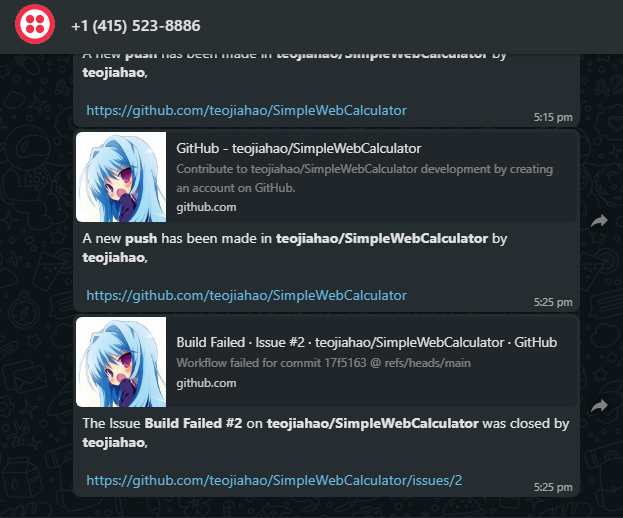 +1 (415) 523-8886
A new push has been made in teojiahao/SimpleWebCalculator by
teojiahao,
https://github.com/teojiahao/SimpleWebCalculator
5:15 pm
GitHub - teojiahao/SimpleWebCalculator
Contribute to teojiahao/SimpleWebCalculator development by creating
an account on GitHub.
github.com
A new push has been made in teojiahao/SimpleWebCalculator by
teojiahao,
https://github.com/teojiahao/SimpleWebCalculator
5:25 pm
Build Failed · Issue #2 · teojiahao/SimpleWebCalculator · GitHub
Workflow failed for commit 17f5163 @ refs/heads/main
github.com
The Issue Build Failed #2 on teojiahao/SimpleWebCalculator was closed by
teojiahao,
https://github.com/teojiahao/SimpleWebCalculator/issues/2
5:25 pm